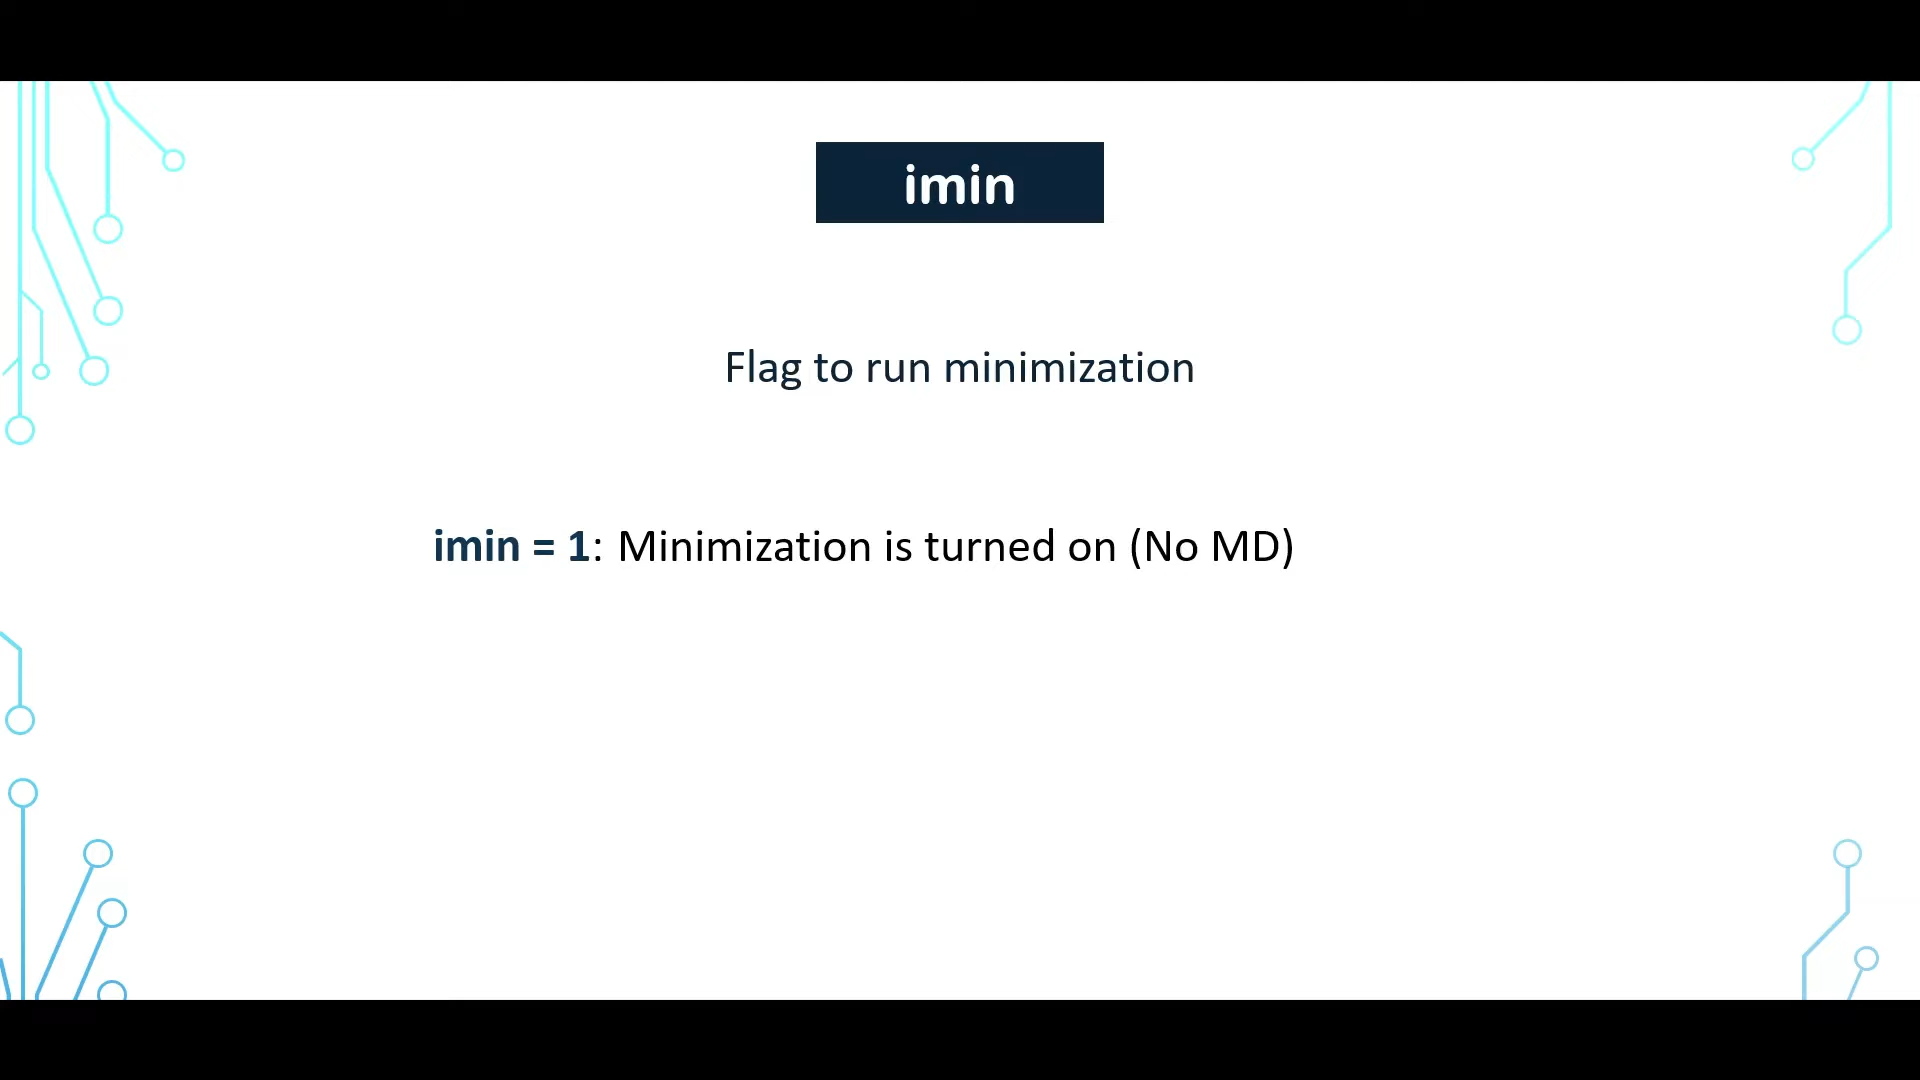 imin
Flag to run minimization
imin = 1: Minimization is turned on (No MD)